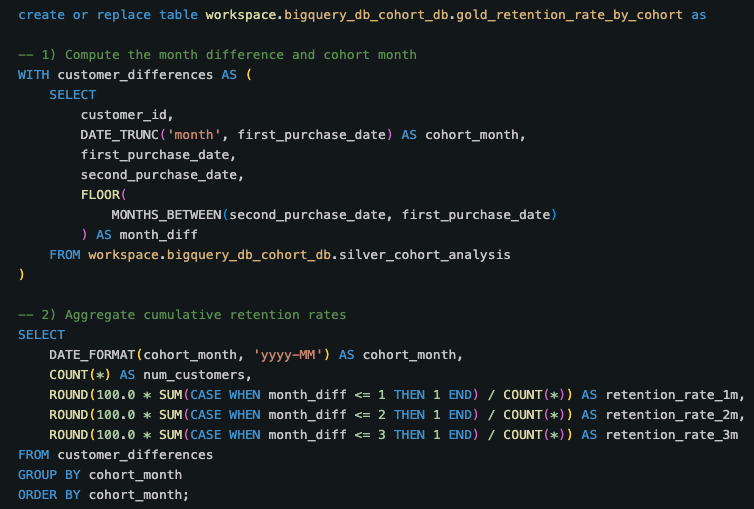 create or replace table workspace.bigquery_db_cohort_db.gold_retention_rate_by_cohort as
-- 1) Compute the month difference and cohort month
WITH customer_differences AS (
SELECT
customer_id,
DATE_TRUNC('month', first_purchase_date) AS cohort_month,
first_purchase_date,
second_purchase_date,
FLOOR(
MONTHS_BETWEEN(second_purchase_date, first_purchase_date)
) AS month_diff
FROM workspace.bigquery_db_cohort_db.silver_cohort_analysis
)
-- 2) Aggregate cumulative retention rates
SELECT
DATE_FORMAT(cohort_month, 'yyyy-MM') AS cohort_month,
COUNT(*) AS num_customers,
ROUND(100.0 * SUM(CASE WHEN month_diff <= 1 THEN 1 END) / COUNT(*)) AS retention_rate_1m,
ROUND(100.0 * SUM(CASE WHEN month_diff <= 2 THEN 1 END) / COUNT(*)) AS retention_rate_2m,
ROUND(100.0 * SUM(CASE WHEN month_diff <= 3 THEN 1 END) / COUNT(*)) AS retention_rate_3m
FROM customer_differences
GROUP BY cohort_month
ORDER BY cohort_month;